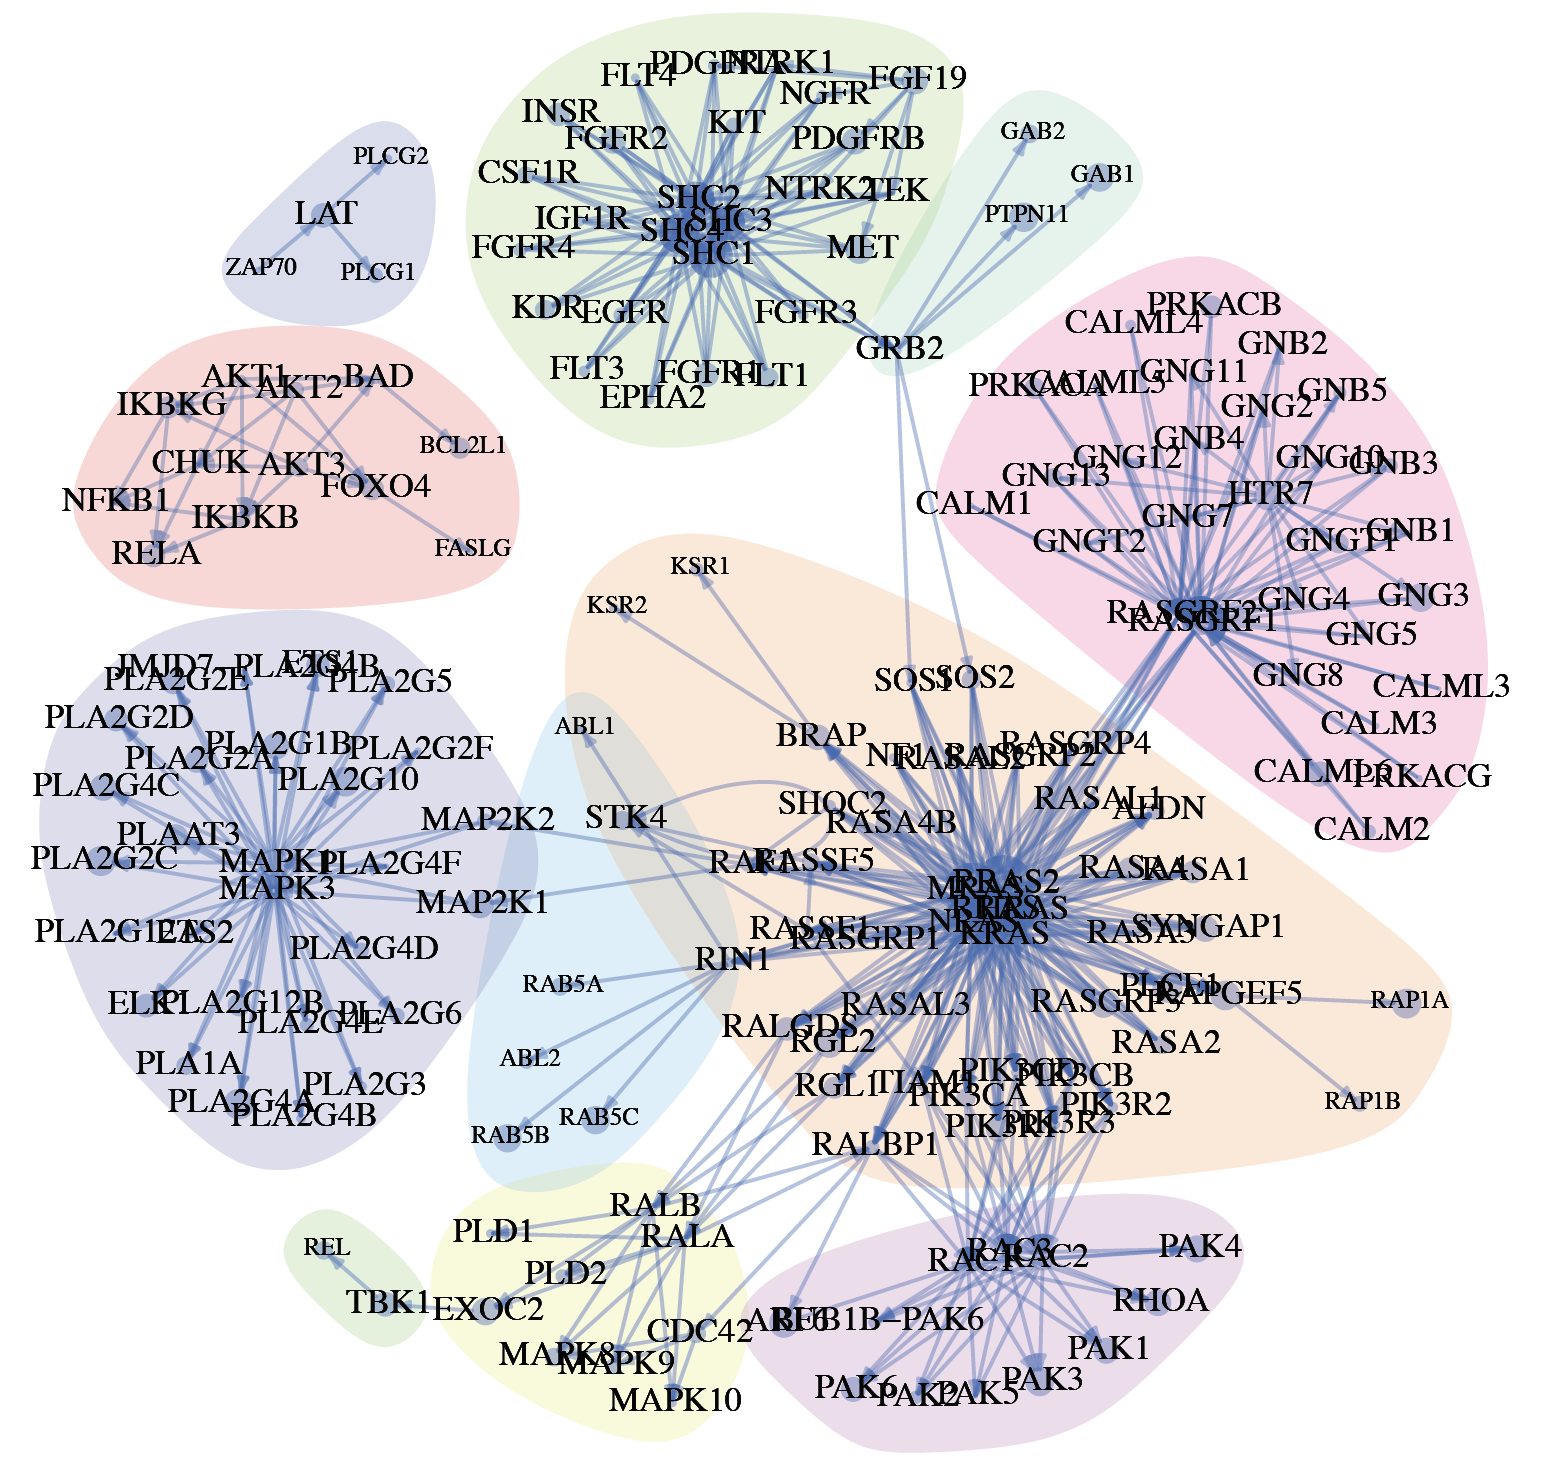 PDGFRA
NTRK1
FLT4
FGF19
NGFR
INSR
KIT
FGFR2
PDGFRB
CSF1R
NTRK2
TEK
SHC2
IGF1R
SHC3
SHC4
FGFR4
SHC1
MET
KDR
EGFR
FGFR3
FLT3
FGFR1
FLT1
EPHA2
GRB2
GAB2
GAB1
PTPN11
PLCG2
LAT
ZAP70
PLCG1
AKT1
AKT2
BAD
IKBKG
BCL2L1
CHUK
AKT3
FOXO4
NFKB1
IKBKB
RELA
FASLG
PRKACB
CALML4
GNB2
GNG11
PRKACA
CALML5
GNB5
GNG2
GNB4
GNG12
GNG10
GNB3
GNG13
HTR7
CALM1
GNG7
GNGT2
GNGT1
GNB1
GNG4
GNG3
RASGRF2
RASGRF1
GNG5
GNG8
CALML3
CALM3
CALML6
PRKACG
CALM2
KSR1
KSR2
SOS1
SOS2
BRAP
NF1
RASAL2
RASGRP2
RASGRP4
SHOC2
RASAL1
AFDN
RASA4B
RAF1
RASSF5
RASA4
RASA1
MRAS
RRAS2
RRAS
HRAS
NRAS
KRAS
RASSF1
RASGRP1
RASA3
SYNGAP1
RIN1
PLCE1
RAPGEF5
RAP1A
RASAL3
RASGRP3
RALGDS
RGL2
RASA2
RGL1
TIAM1
PIK3CD
PIK3CB
PIK3CA
PIK3R2
PIK3R1
PIK3R3
RAP1B
RALBP1
JMJD7-PLA2G4B
ETS1
PLA2G2E
PLA2G5
PLA2G2D
PLA2G1B
PLA2G2F
PLA2G2A
PLA2G10
PLA2G4C
MAP2K2
PLAAT3
PLA2G2C
MAPK1
PLA2G4F
MAPK3
MAP2K1
PLA2G12A
ETS2
PLA2G4D
ELK1
PLA2G12B
PLA2G4E
PLA2G6
PLA1A
PLA2G3
PLA2G4A
PLA2G4B
ABL1
STK4
RAB5A
ABL2
RAB5C
RAB5B
RALB
RALA
PLD1
PLD2
EXOC2
CDC42
MAPK8
MAPK9
MAPK10
REL
TBK1
RAC1
RAC3
RAC2
PAK4
RHOA
ARF6
RUB1B−PAK6
PAK1
PAK6
PAK2
PAK5
PAK3